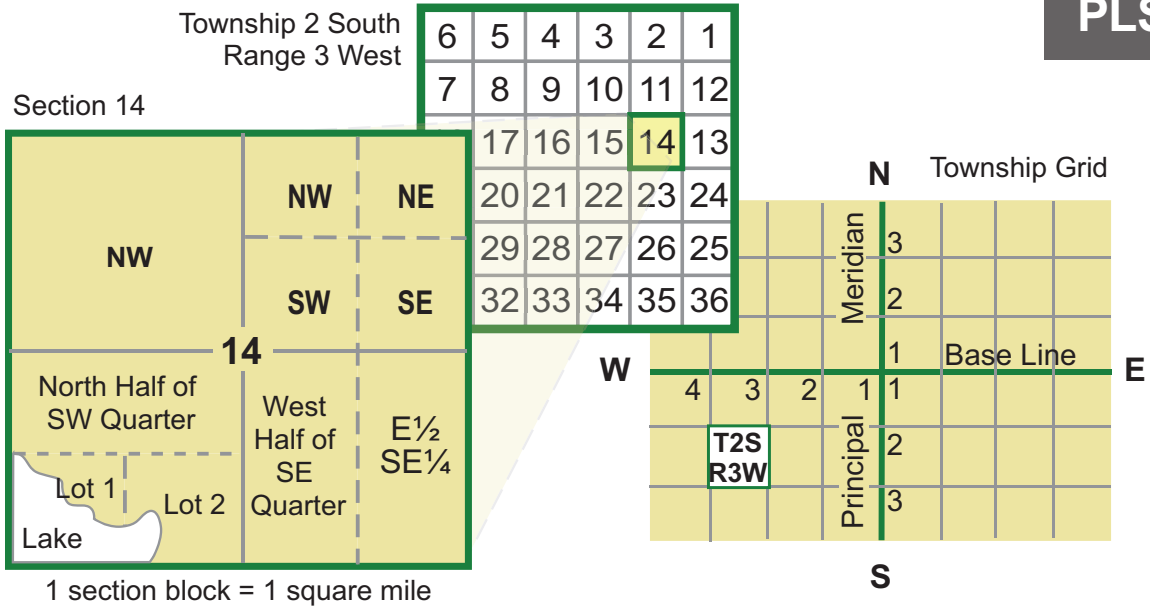 Township 2 South
Range 3 West
6 5 4 3 2 1
7 8 9 10 11 12
17 16 15 14 13
20 21 22 23 24
29 28 27 26 25
32 33 34 35 36
Section 14
NW
NW NE
SW SE
14
North Half of
SW Quarter
West
Half of
SE
Quarter
E½
SE¼
Lot 1
Lot 2
Lake
1 section block = 1 square mile
Township Grid
N
Meridian
3
2
1
Base Line
W
E
4 3 2 1 1
T2S
R3W
Principal
2
3
S